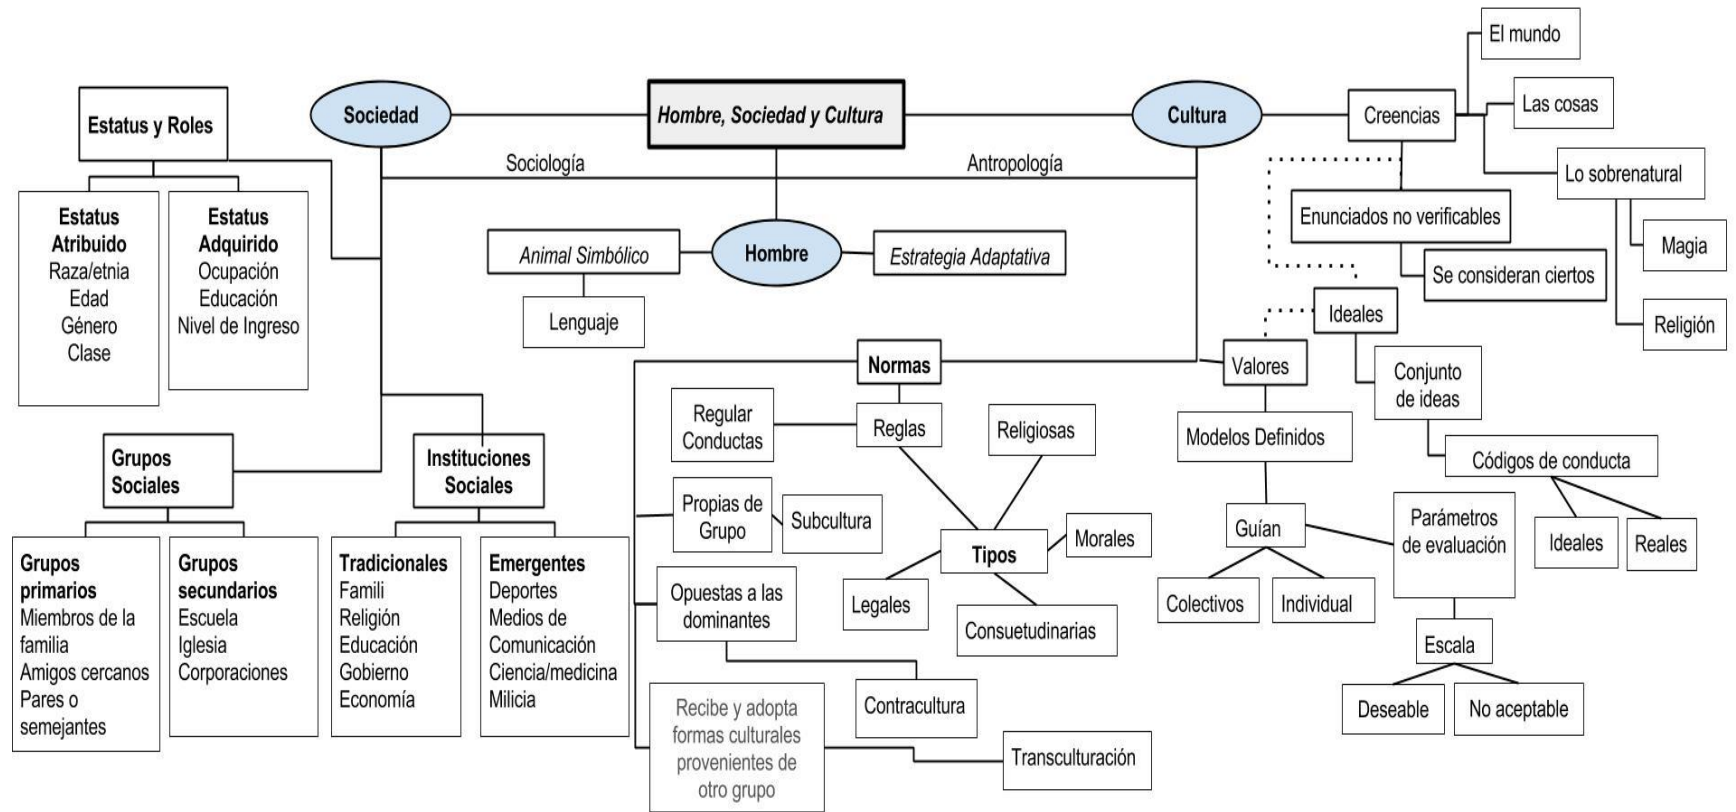 Hombre, Sociedad y Cultura
Sociedad
Sociología
Cultura
Antropología
Hombre
Animal Simbólico
Lenguaje
Estrategia Adaptativa
Estatus y Roles
Estatus
Atribuido
Raza/etnia
Edad
Género
Clase
Estatus
Adquirido
Ocupación
Educación
Nivel de Ingreso
Grupos
Sociales
Grupos
primarios
Miembros de la
familia
Amigos cercanos
Pares o
semejantes
Grupos
secundarios
Escuela
Iglesia
Corporaciones
Instituciones
Sociales
Tradicionales
Famili
Religión
Educación
Gobierno
Economía
Emergentes
Deportes
Medios de
Comunicación
Ciencia/medicina
Milicia
Normas
Reglas
Regular
Conductas
Religiosas
Tipos
Morales
Legales
Consuetudinarias
Propias de
Grupo
Subcultura
Opuestas a las
dominantes
Contracultura
Recibe y adopta
formas culturales
provenientes de
otro grupo
Transculturación
Creencias
El mundo
Las cosas
Lo sobrenatural
Magia
Religión
Enunciados no verificables
Se consideran ciertos
Ideales
Conjunto
de ideas
Códigos de conducta
Ideales
Reales
Valores
Modelos Definidos
Guían
Colectivos
Individual
Parámetros
de evaluación
Escala
Deseable
No aceptable